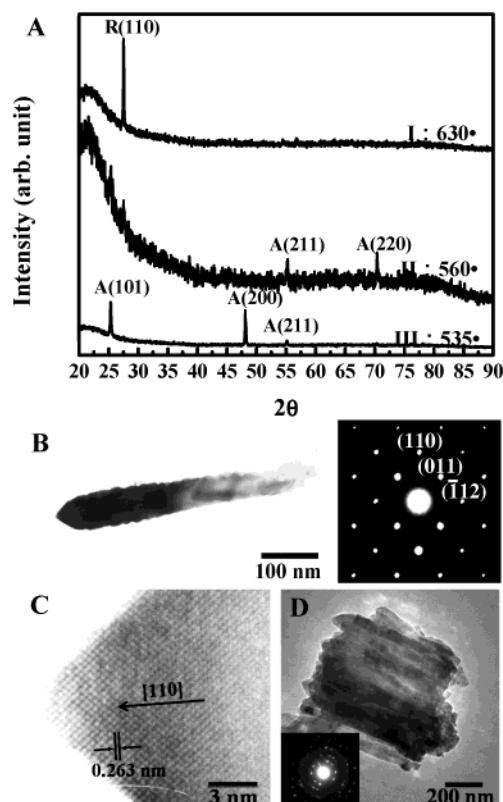 A
R(110)
I : 630•
A(211) A(220)
II : 560•
A(101) A(200)
A(211)
III : 535•
Intensity (arb. unit)
20 25 30 35 40 45 50 55 60 65 70 75 80 85 90
2θ
B
100 nm
(110)
(011)
(1̄12)
C
[110]
0.263 nm
3 nm
D
200 nm